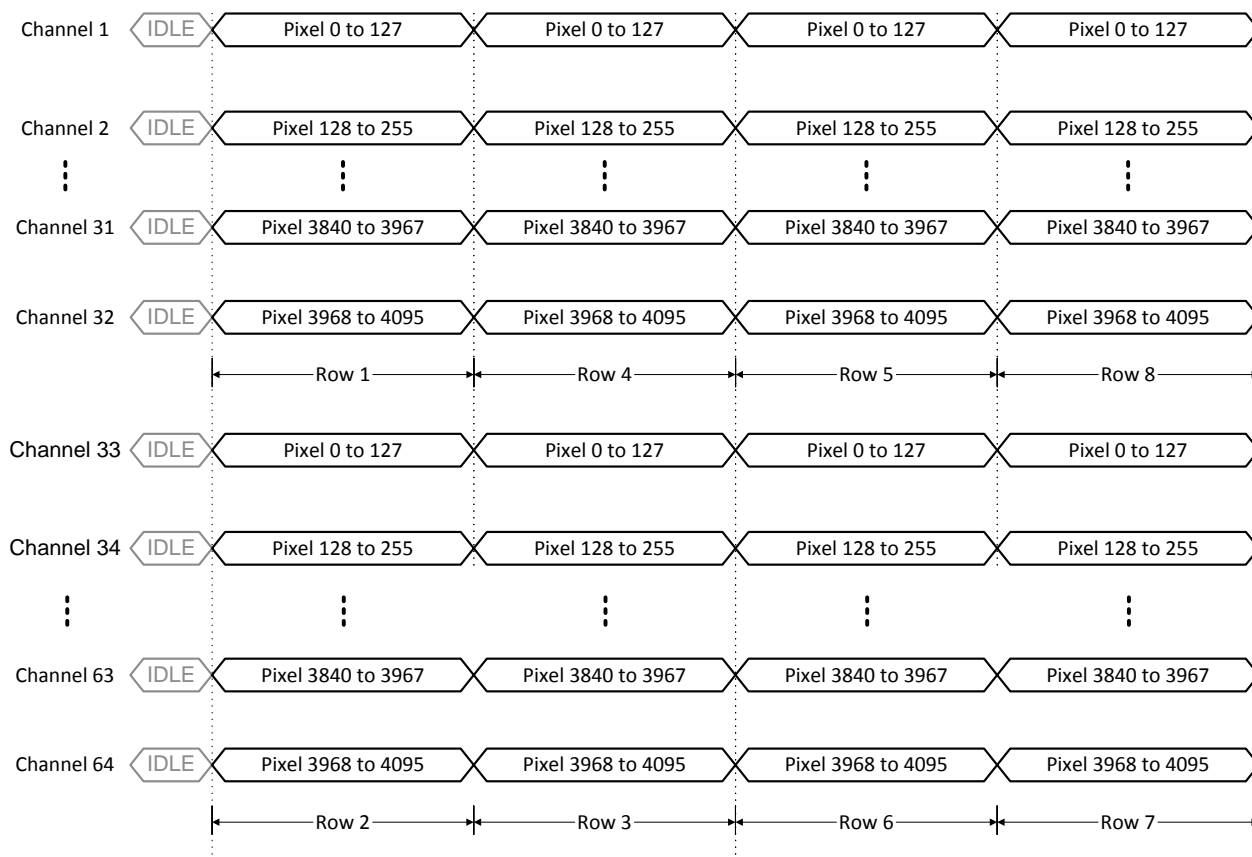 Channel 1 IDLE Pixel 0 to 127 Pixel 0 to 127 Pixel 0 to 127 Pixel 0 to 127
Channel 2 IDLE Pixel 128 to 255 Pixel 128 to 255 Pixel 128 to 255 Pixel 128 to 255
Channel 31 IDLE Pixel 3840 to 3967 Pixel 3840 to 3967 Pixel 3840 to 3967 Pixel 3840 to 3967
Channel 32 IDLE Pixel 3968 to 4095 Pixel 3968 to 4095 Pixel 3968 to 4095 Pixel 3968 to 4095
Row 1 Row 4 Row 5 Row 8
Channel 33 IDLE Pixel 0 to 127 Pixel 0 to 127 Pixel 0 to 127 Pixel 0 to 127
Channel 34 IDLE Pixel 128 to 255 Pixel 128 to 255 Pixel 128 to 255 Pixel 128 to 255
Channel 63 IDLE Pixel 3840 to 3967 Pixel 3840 to 3967 Pixel 3840 to 3967 Pixel 3840 to 3967
Channel 64 IDLE Pixel 3968 to 4095 Pixel 3968 to 4095 Pixel 3968 to 4095 Pixel 3968 to 4095
Row 2 Row 3 Row 6 Row 7